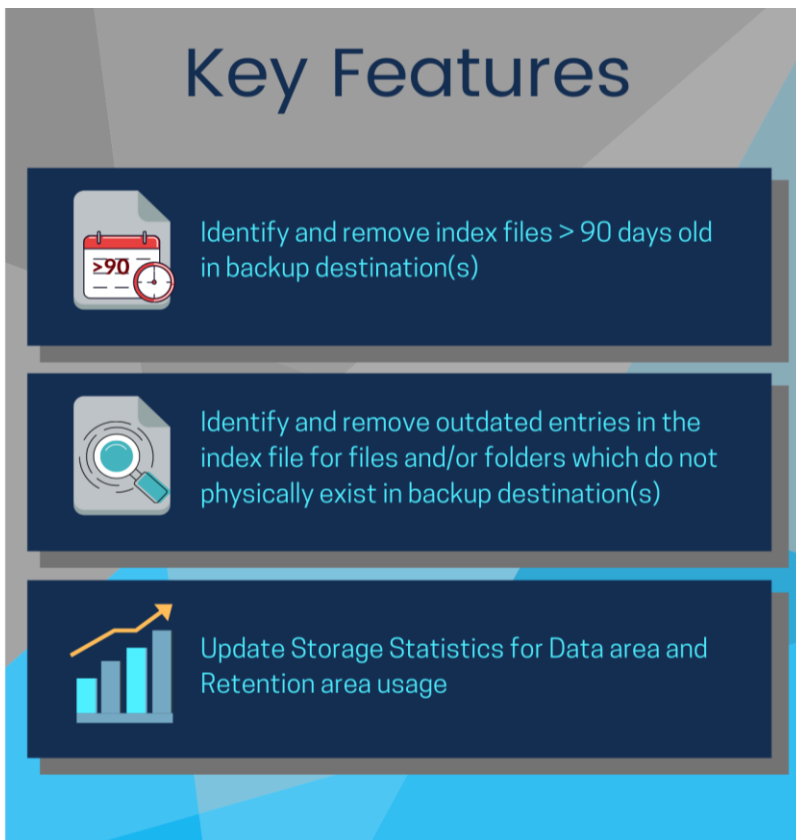 Key Features
>90
Identify and remove index files > 90 days old
in backup destination(s)
Identify and remove outdated entries in the
index file for files and/or folders which do not
physically exist in backup destination(s)
Update Storage Statistics for Data area and
Retention area usage